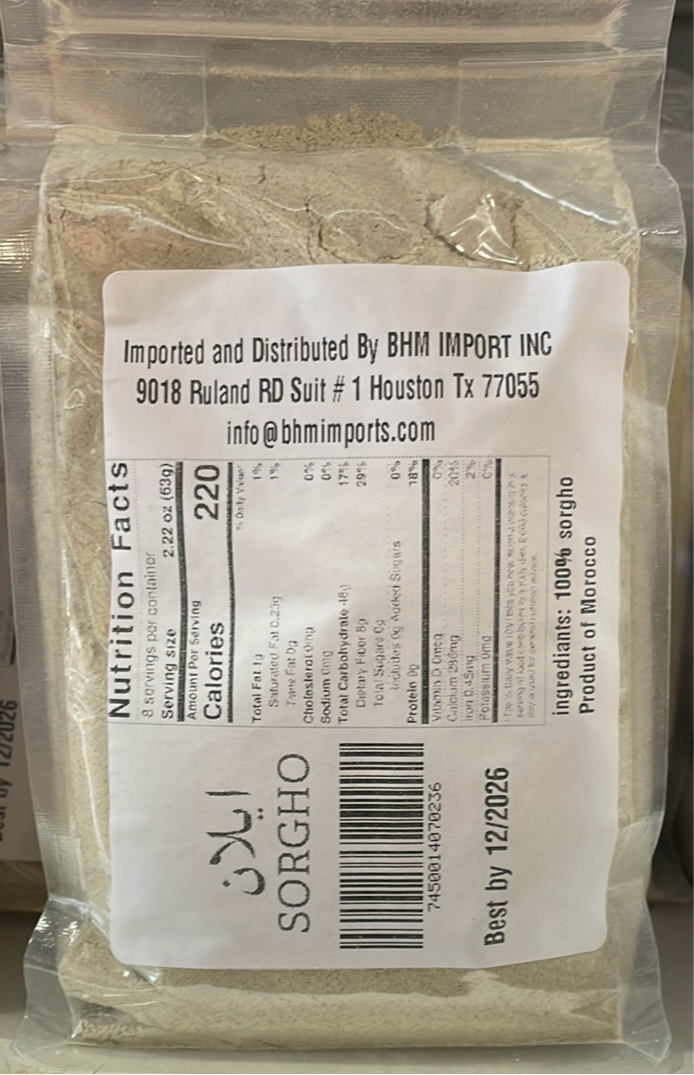 Imported and Distributed By BHM IMPORT INC
9018 Ruland RD Suit # 1 Houston Tx 77055
info@bhmimports.com
Nutrition Facts
8 servings per container
Serving size 2.22 oz (63g)
Amount Per Serving
Calories 220
% Daily Value*
Total Fat 1g 1%
Saturated Fat 0.23g 1%
Trans Fat 0g
Cholesterol 0mg 0%
Sodium 0mg 0%
Total Carbohydrate 48g 17%
Dietary Fiber 8g 29%
Total Sugars 0g
Includes 0g Added Sugars 0%
Protein 9g 18%
Vitamin D 0mcg 0%
Calcium 20%
Iron 0.45mg 2%
Potassium 0mg 0%
ingrediants: 100% sorgho
Product of Morocco
ايلان
SORGHO
7450014070236
Best by 12/2026
by 12/2026